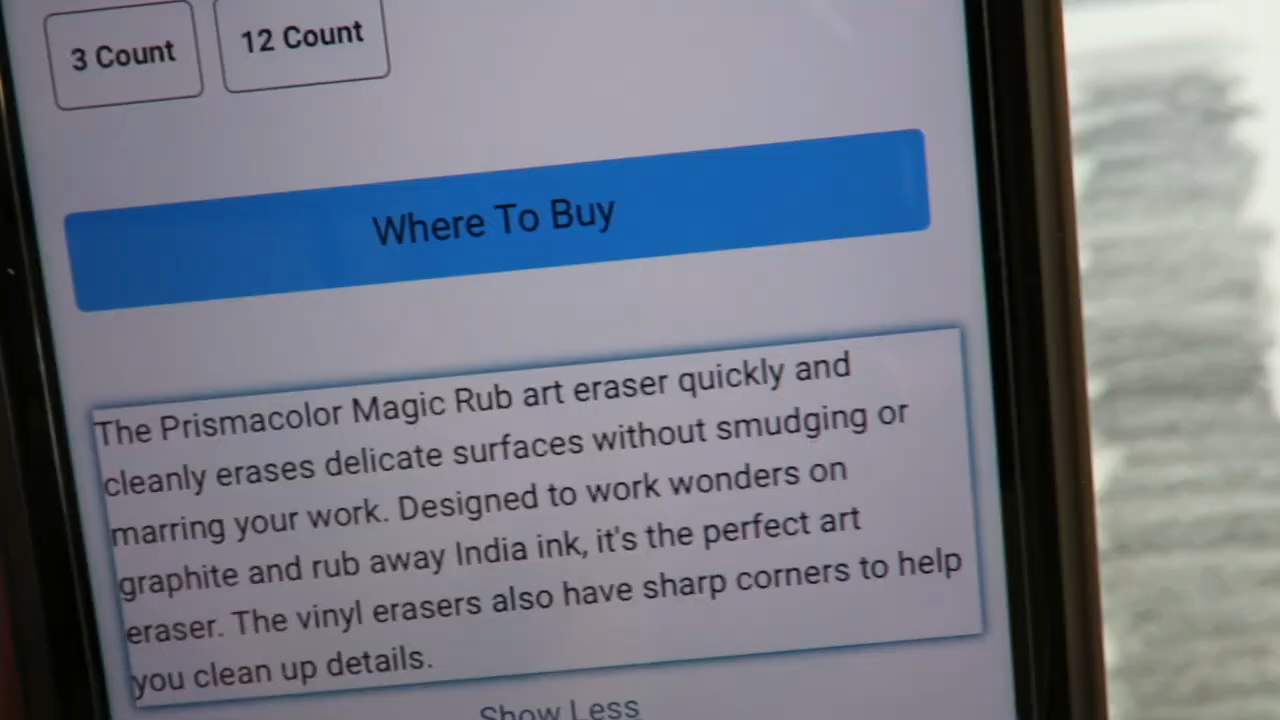 3 Count
12 Count
Where To Buy
The Prismacolor Magic Rub art eraser quickly and
cleanly erases delicate surfaces without smudging or
marring your work. Designed to work wonders on
graphite and rub away India ink, it's the perfect art
eraser. The vinyl erasers also have sharp corners to help
you clean up details.
Show Less